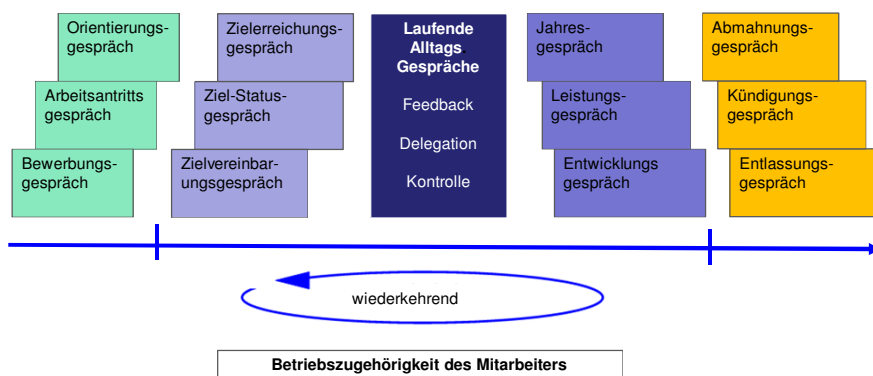 Orientierungs-
gespräch
Arbeitsantritts
gespräch
Bewerbungs-
gespräch
Zielerreichungs-
gespräch
Ziel-Status-
gespräch
Zielvereinbar-
ungsgespräch
Laufende
Alltags.
Gespräche
Feedback
Delegation
Kontrolle
Jahres-
gespräch
Leistungs-
gespräch
Entwicklungs
gespräch
Abmahnungs-
gespräch
Kündigungs-
gespräch
Entlassungs-
gespräch
wiederkehrend
Betriebszugehörigkeit des Mitarbeiters